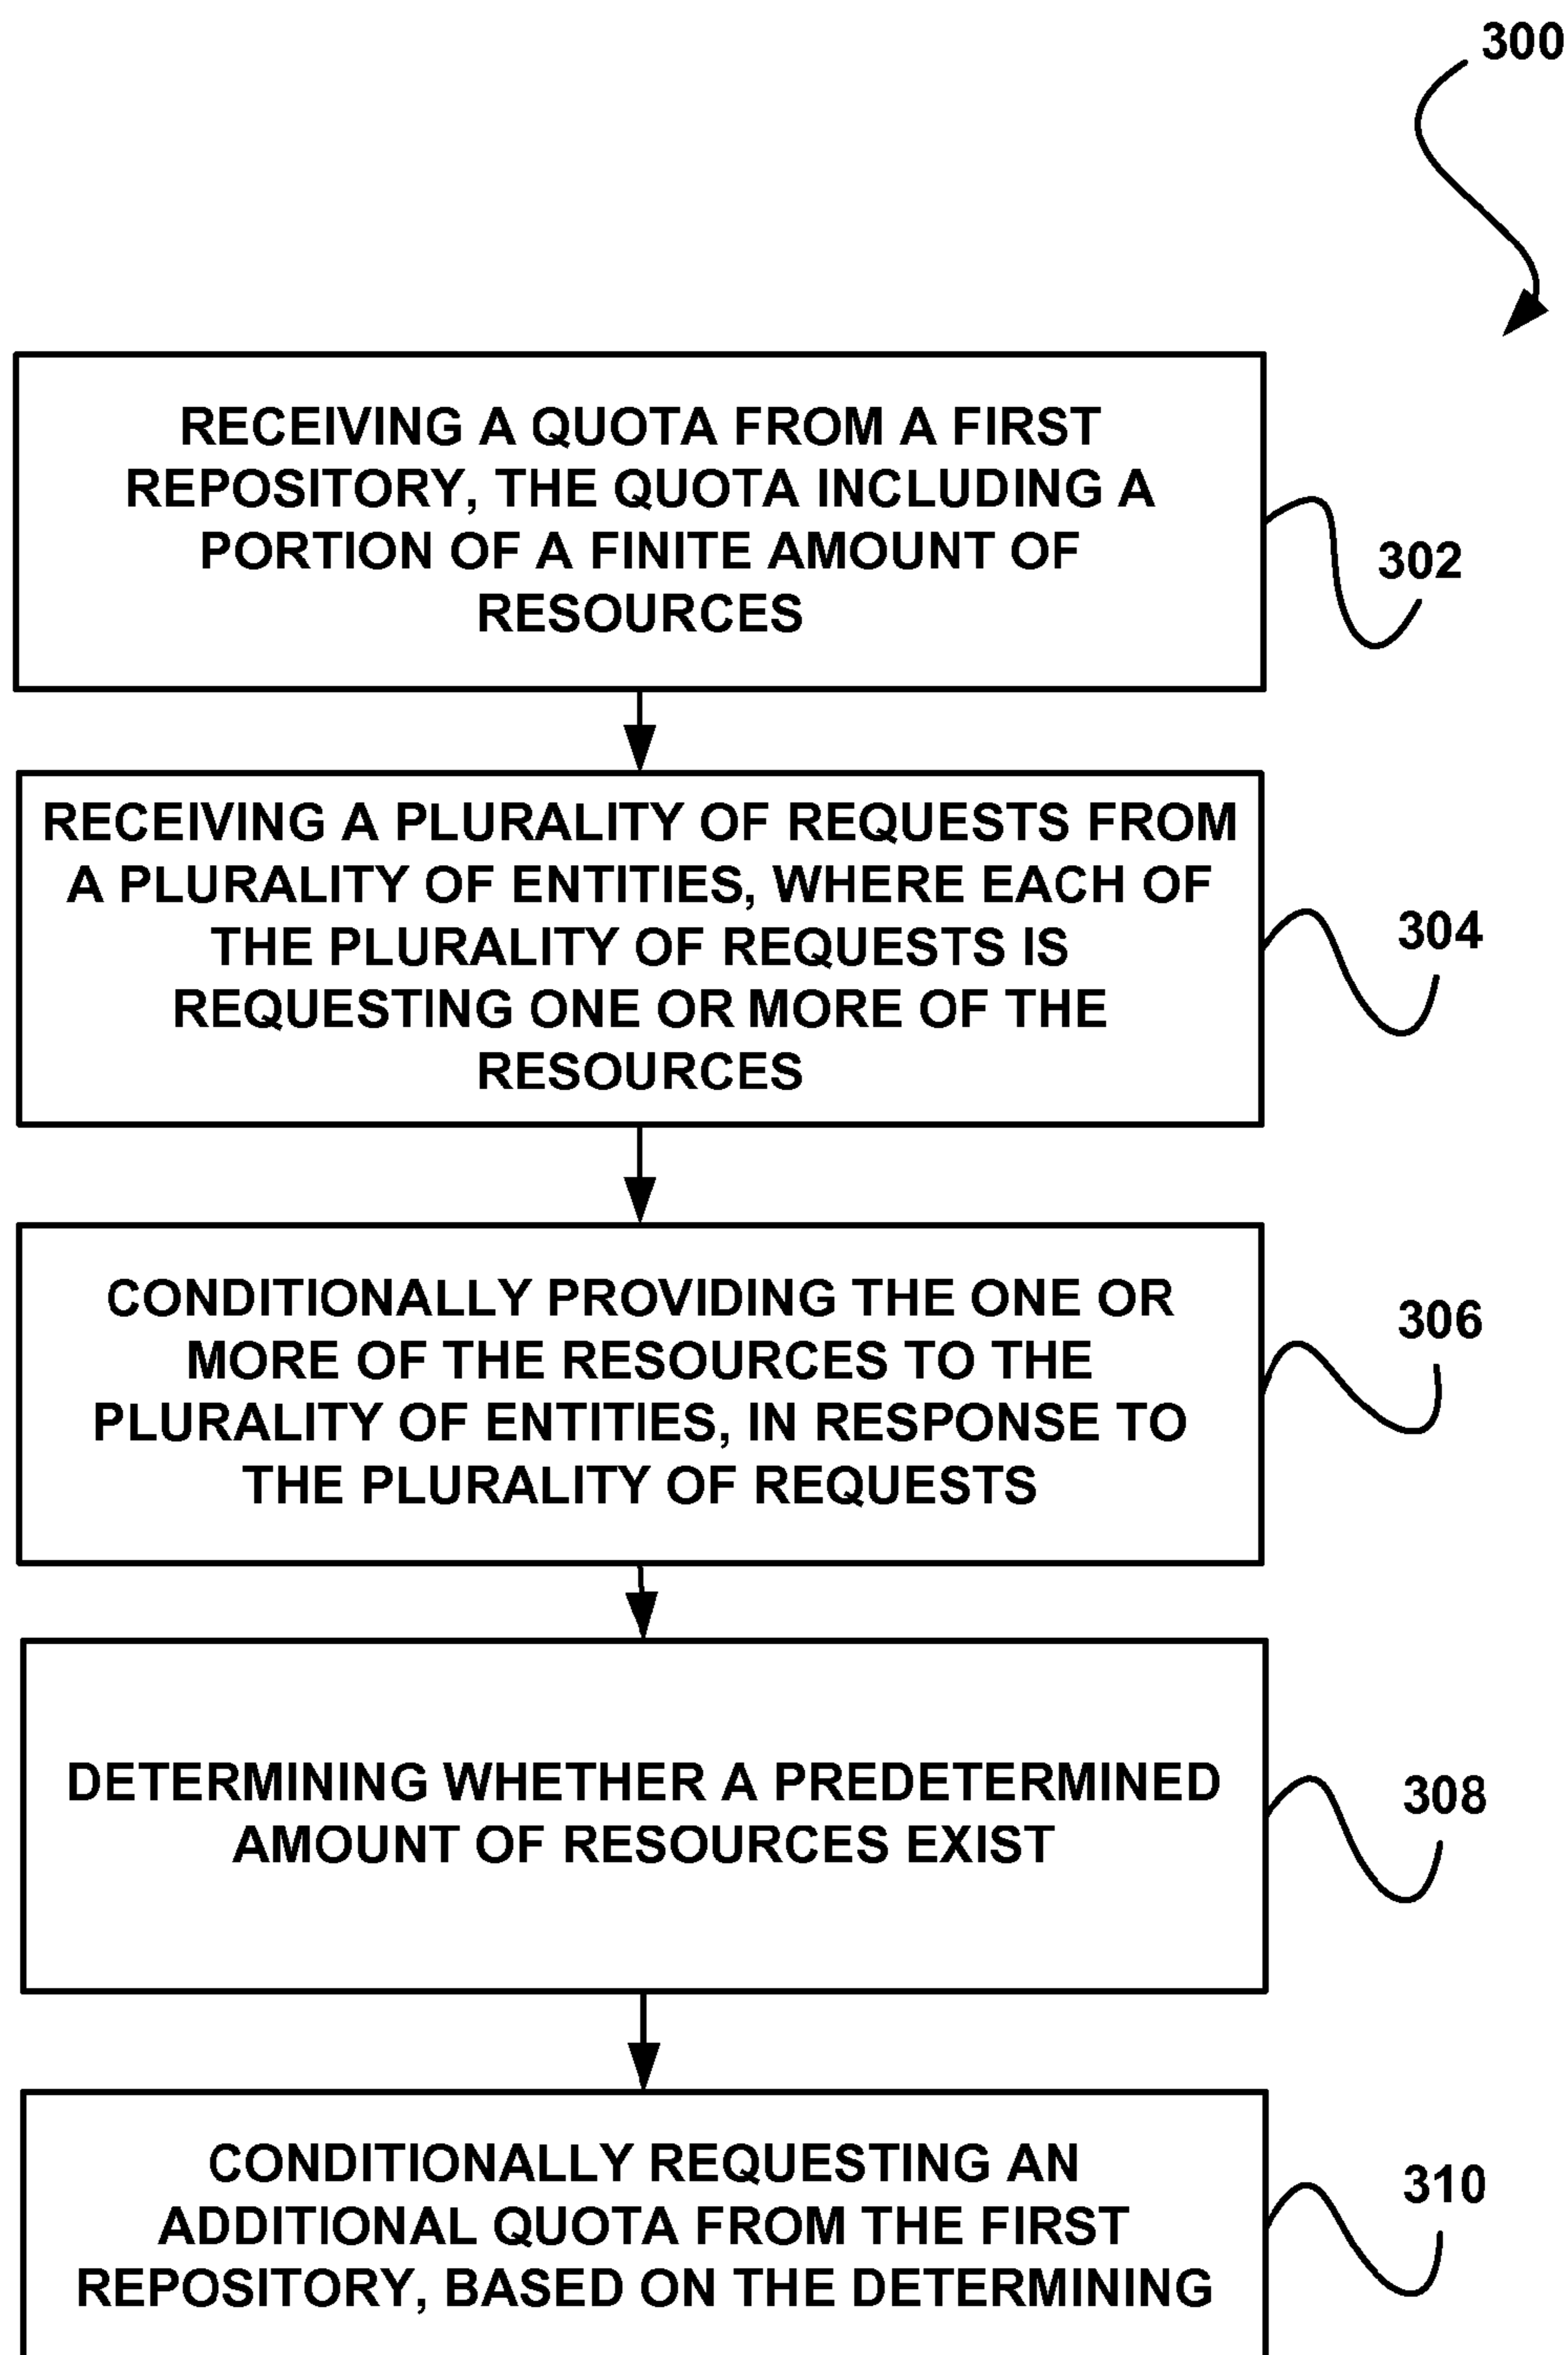 300
RECEIVING A QUOTA FROM A FIRST
REPOSITORY, THE QUOTA INCLUDING A
PORTION OF A FINITE AMOUNT OF
RESOURCES
302
RECEIVING A PLURALITY OF REQUESTS FROM
A PLURALITY OF ENTITIES, WHERE EACH OF
THE PLURALITY OF REQUESTS IS
REQUESTING ONE OR MORE OF THE
RESOURCES
304
CONDITIONALLY PROVIDING THE ONE OR
MORE OF THE RESOURCES TO THE
PLURALITY OF ENTITIES, IN RESPONSE TO
THE PLURALITY OF REQUESTS
306
DETERMINING WHETHER A PREDETERMINED
AMOUNT OF RESOURCES EXIST
308
CONDITIONALLY REQUESTING AN
ADDITIONAL QUOTA FROM THE FIRST
REPOSITORY, BASED ON THE DETERMINING
310